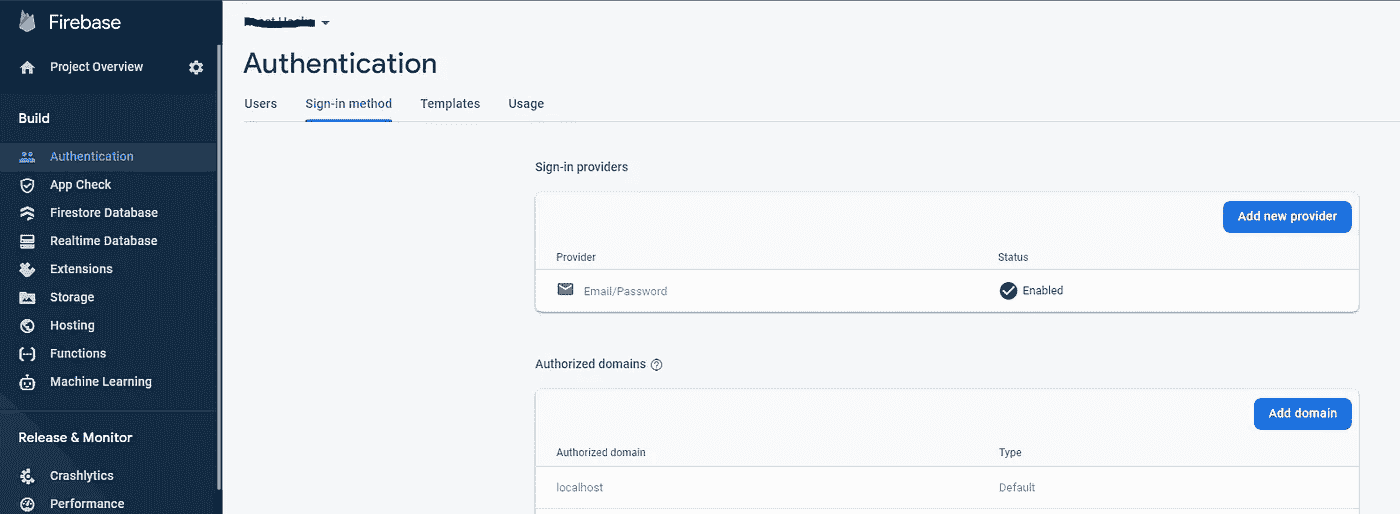 Firebase
Project Overview
Build
Authentication
App Check
Firestore Database
Realtime Database
Extensions
Storage
Hosting
Functions
Machine Learning
Release & Monitor
Crashlytics
Performance
Authentication
Users Sign-in method Templates Usage
Sign-in providers
Add new provider
Provider Status
Email/Password Enabled
Authorized domains
Add domain
Authorized domain Type
localhost Default